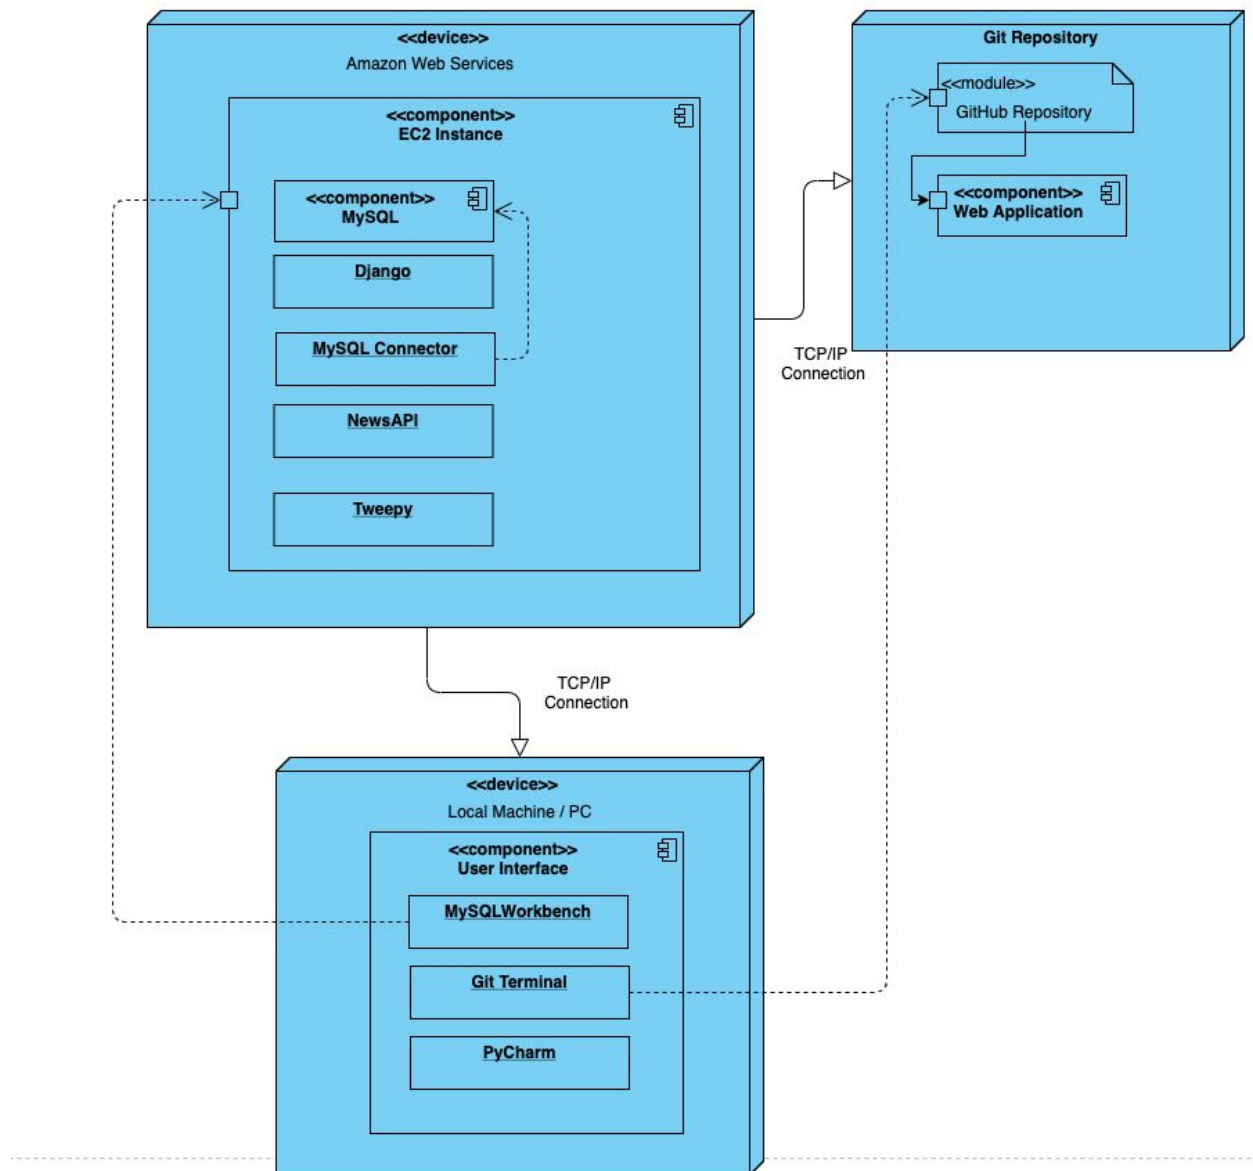 <<device>>
Amazon Web Services
<<component>>
EC2 Instance
<<component>>
MySQL
Django
MySQL Connector
NewsAPI
Tweepy
Git Repository
<<module>>
GitHub Repository
<<component>>
Web Application
TCP/IP
Connection
TCP/IP
Connection
<<device>>
Local Machine / PC
<<component>>
User Interface
MySQLWorkbench
Git Terminal
PyCharm